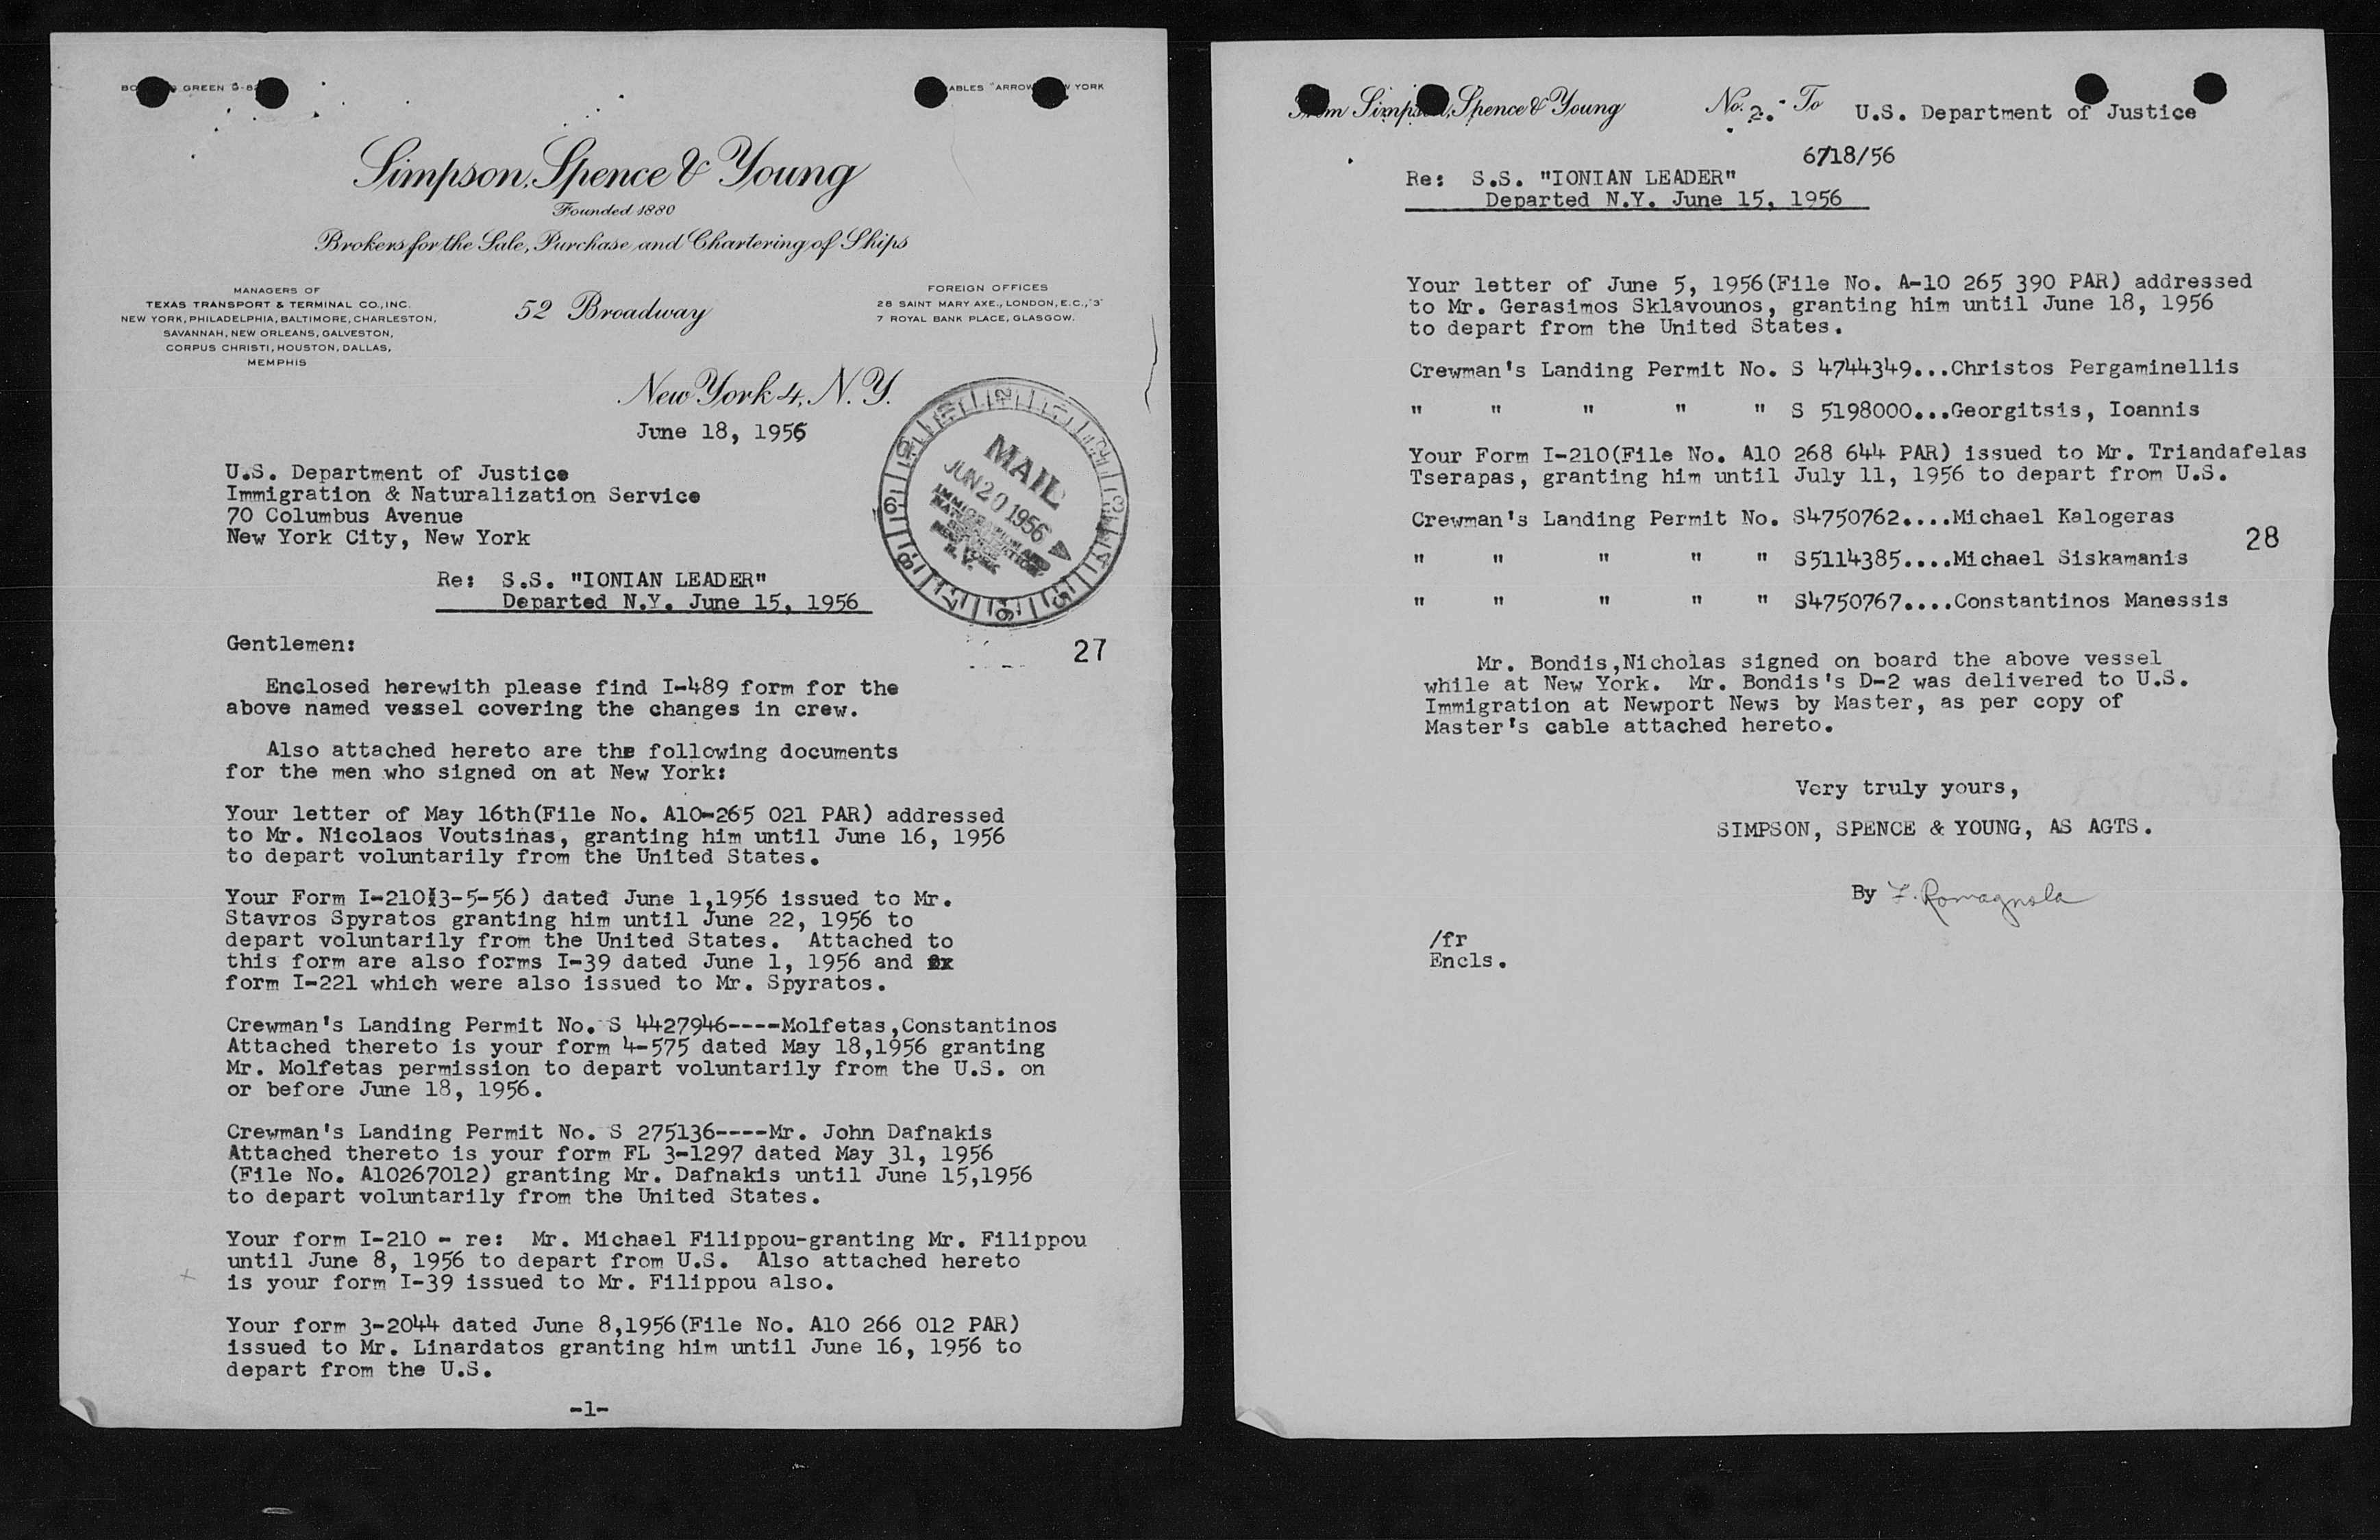 GREEN
YORK
Simpson, Spence & Young
Founded 1880
Brokers for the Sale, Purchase and Chartering of Ships
MANAGERS OF
TEXAS TRANSPORT & TERMINAL CO., INC.
NEW YORK, PHILADELPHIA, BALTIMORE, CHARLESTON,
SAVANNAH, NEW ORLEANS, GALVESTON,
CORPUS CHRISTI, HOUSTON, DALLAS,
MEMPHIS
52 Broadway
FOREIGN OFFICES
28 SAINT MARY AXE., LONDON, E.C., "3"
7 ROYAL BANK PLACE, GLASGOW.
New York 4, N.Y.
June 18, 1956
MAIL
JUN 20 1956
U.S. Department of Justice
Immigration & Naturalization Service
70 Columbus Avenue
New York City, New York
Re: S.S. "IONIAN LEADER"
Departed N.Y. June 15, 1956
Gentlemen:
27
Enclosed herewith please find I-489 form for the
above named vessel covering the changes in crew.
Also attached hereto are the following documents
for the men who signed on at New York:
Your letter of May 16th(File No. A10-265 021 PAR) addressed
to Mr. Nicolaos Voutsinas, granting him until June 16, 1956
to depart voluntarily from the United States.
Your Form I-210(3-5-56) dated June 1,1956 issued to Mr.
Stavros Spyratos granting him until June 22, 1956 to
depart voluntarily from the United States. Attached to
this form are also forms I-39 dated June 1, 1956 and
form I-221 which were also issued to Mr. Spyratos.
Crewman's Landing Permit No. S 4427946----Molfetas,Constantinos
Attached thereto is your form 4-575 dated May 18,1956 granting
Mr. Molfetas permission to depart voluntarily from the U.S. on
or before June 18, 1956.
Crewman's Landing Permit No. S 275136----Mr. John Dafnakis
Attached thereto is your form FL 3-1297 dated May 31, 1956
(File No. A10267012) granting Mr. Dafnakis until June 15,1956
to depart voluntarily from the United States.
Your form I-210 - re: Mr. Michael Filippou-granting Mr. Filippou
until June 8, 1956 to depart from U.S. Also attached hereto
is your form I-39 issued to Mr. Filippou also.
Your form 3-2044 dated June 8,1956(File No. A10 266 012 PAR)
issued to Mr. Linardatos granting him until June 16, 1956 to
depart from the U.S.
-1-
From Simpson, Spence & Young No. 2. To U.S. Department of Justice
6718/56
Re: S.S. "IONIAN LEADER"
Departed N.Y. June 15, 1956
Your letter of June 5, 1956(File No. A-10 265 390 PAR) addressed
to Mr. Gerasimos Sklavounos, granting him until June 18, 1956
to depart from the United States.
Crewman's Landing Permit No. S 4744349...Christos Pergaminellis
" " " " " S 5198000...Georgitsis, Ioannis
Your Form I-210(File No. A10 268 644 PAR) issued to Mr. Triandafelas
Tserapas, granting him until July 11, 1956 to depart from U.S.
Crewman's Landing Permit No. S4750762....Michael Kalogeras
28
" " " " " S5114385....Michael Siskamanis
" " " " " S4750767....Constantinos Manessis
Mr. Bondis,Nicholas signed on board the above vessel
while at New York. Mr. Bondis's D-2 was delivered to U.S.
Immigration at Newport News by Master, as per copy of
Master's cable attached hereto.
Very truly yours,
SIMPSON, SPENCE & YOUNG, AS AGTS.
By F. Romagnola
/fr
Encls.